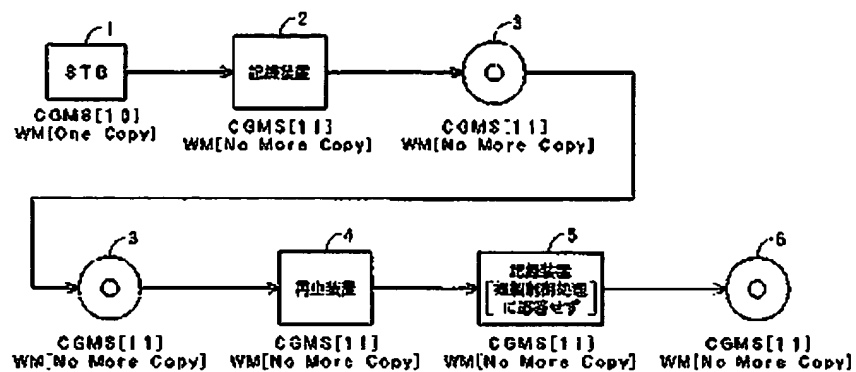 1
2
3
STB
記録装置
CGMS[10]
WM[One Copy]
CGMS[11]
WM[No More Copy]
CGMS[11]
WM[No More Copy]
3
4
5
6
再生装置
記録装置
複製制御処理
に応答せず
CGMS[11]
WM[No More Copy]
CGMS[11]
WM[No More Copy]
CGMS[11]
WM[No More Copy]
CGMS[11]
WM[No More Copy]